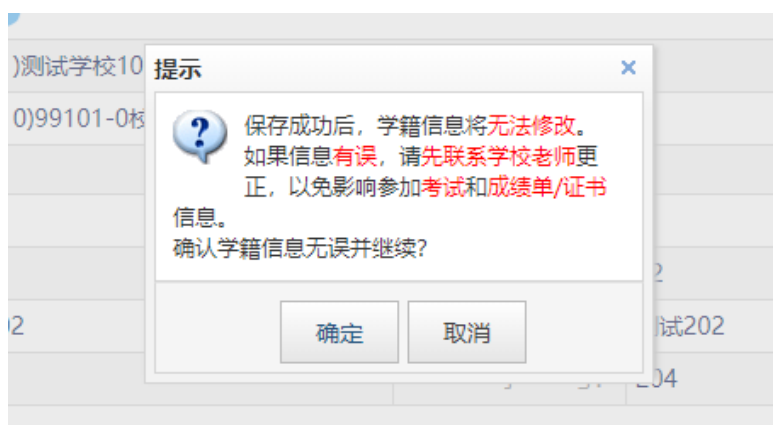 )测试学校10
提示
×
0)99101-0校
保存成功后，学籍信息将无法修改。
如果信息有误，请先联系学校老师更
正，以免影响参加考试和成绩单/证书
信息。
确认学籍信息无误并继续？
2
确定
取消
试202